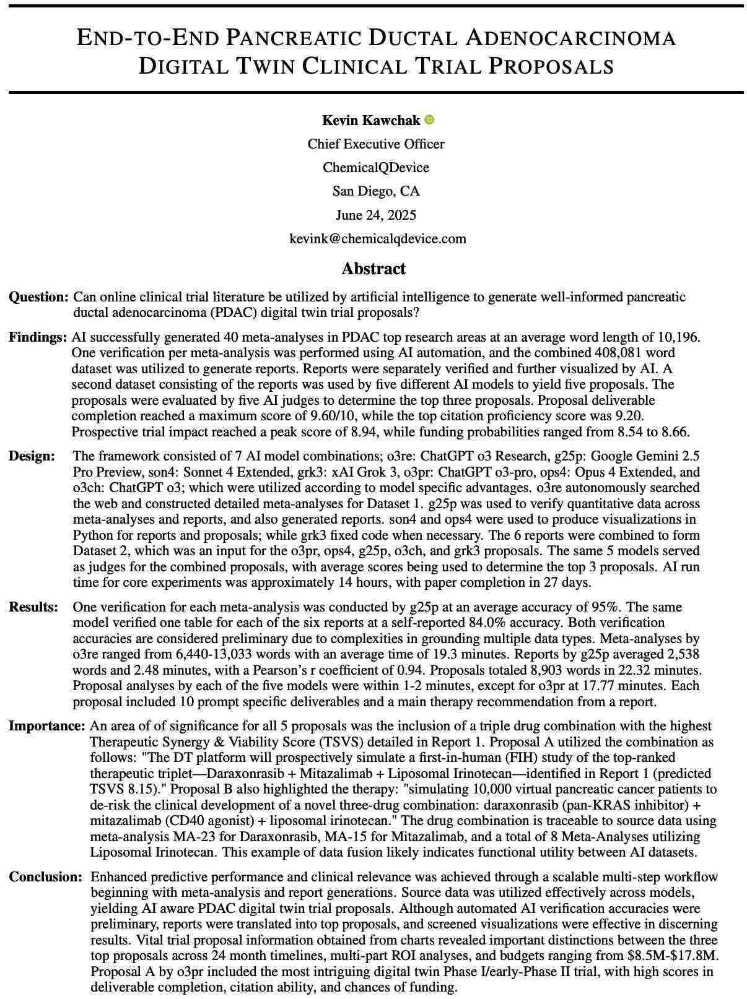 END-TO-END PANCREATIC DUCTAL ADENOCARCINOMA
DIGITAL TWIN CLINICAL TRIAL PROPOSALS
Kevin Kawchak iD
Chief Executive Officer
ChemicalQDevice
San Diego, CA
June 24, 2025
kevink@chemicalqdevice.com
Abstract
Question: Can online clinical trial literature be utilized by artificial intelligence to generate well-informed pancreatic
ductal adenocarcinoma (PDAC) digital twin trial proposals?
Findings: AI successfully generated 40 meta-analyses in PDAC top research areas at an average word length of 10,196.
One verification per meta-analysis was performed using AI automation, and the combined 408,081 word
dataset was utilized to generate reports. Reports were separately verified and further visualized by AI. A
second dataset consisting of the reports was used by five different AI models to yield five proposals. The
proposals were evaluated by five AI judges to determine the top three proposals. Proposal deliverable
completion reached a maximum score of 9.60/10, while the top citation proficiency score was 9.20.
Prospective trial impact reached a peak score of 8.94, while funding probabilities ranged from 8.54 to 8.66.
Design: The framework consisted of 7 AI model combinations; o3re: ChatGPT o3 Research, g25p: Google Gemini 2.5
Pro Preview, son4: Sonnet 4 Extended, grk3: xAI Grok 3, o3pr: ChatGPT o3-pro, ops4: Opus 4 Extended, and
o3ch: ChatGPT o3; which were utilized according to model specific advantages. o3re autonomously searched
the web and constructed detailed meta-analyses for Dataset 1. g25p was used to verify quantitative data across
meta-analyses and reports, and also generated reports. son4 and ops4 were used to produce visualizations in
Python for reports and proposals; while grk3 fixed code when necessary. The 6 reports were combined to form
Dataset 2, which was an input for the o3pr, ops4, g25p, o3ch, and grk3 proposals. The same 5 models served
as judges for the combined proposals, with average scores being used to determine the top 3 proposals. AI run
time for core experiments was approximately 14 hours, with paper completion in 27 days.
Results: One verification for each meta-analysis was conducted by g25p at an average accuracy of 95%. The same
model verified one table for each of the six reports at a self-reported 84.0% accuracy. Both verification
accuracies are considered preliminary due to complexities in grounding multiple data types. Meta-analyses by
o3re ranged from 6,440-13,033 words with an average time of 19.3 minutes. Reports by g25p averaged 2,538
words and 2.48 minutes, with a Pearson's r coefficient of 0.94. Proposals totaled 8,903 words in 22.32 minutes.
Proposal analyses by each of the five models were within 1-2 minutes, except for o3pr at 17.77 minutes. Each
proposal included 10 prompt specific deliverables and a main therapy recommendation from a report.
Importance: An area of of significance for all 5 proposals was the inclusion of a triple drug combination with the highest
Therapeutic Synergy & Viability Score (TSVS) detailed in Report 1. Proposal A utilized the combination as
follows: "The DT platform will prospectively simulate a first-in-human (FIH) study of the top-ranked
therapeutic triplet—Daraxonrasib + Mitazalimab + Liposomal Irinotecan—identified in Report 1 (predicted
TSVS 8.15)." Proposal B also highlighted the therapy: "simulating 10,000 virtual pancreatic cancer patients to
de-risk the clinical development of a novel three-drug combination: daraxonrasib (pan-KRAS inhibitor) +
mitazalimab (CD40 agonist) + liposomal irinotecan." The drug combination is traceable to source data using
meta-analysis MA-23 for Daraxonrasib, MA-15 for Mitazalimab, and a total of 8 Meta-Analyses utilizing
Liposomal Irinotecan. This example of data fusion likely indicates functional utility between AI datasets.
Conclusion: Enhanced predictive performance and clinical relevance was achieved through a scalable multi-step workflow
beginning with meta-analysis and report generations. Source data was utilized effectively across models,
yielding AI aware PDAC digital twin trial proposals. Although automated AI verification accuracies were
preliminary, reports were translated into top proposals, and screened visualizations were effective in discerning
results. Vital trial proposal information obtained from charts revealed important distinctions between the three
top proposals across 24 month timelines, multi-part ROI analyses, and budgets ranging from $8.5M-$17.8M.
Proposal A by o3pr included the most intriguing digital twin Phase I/early-Phase II trial, with high scores in
deliverable completion, citation ability, and chances of funding.